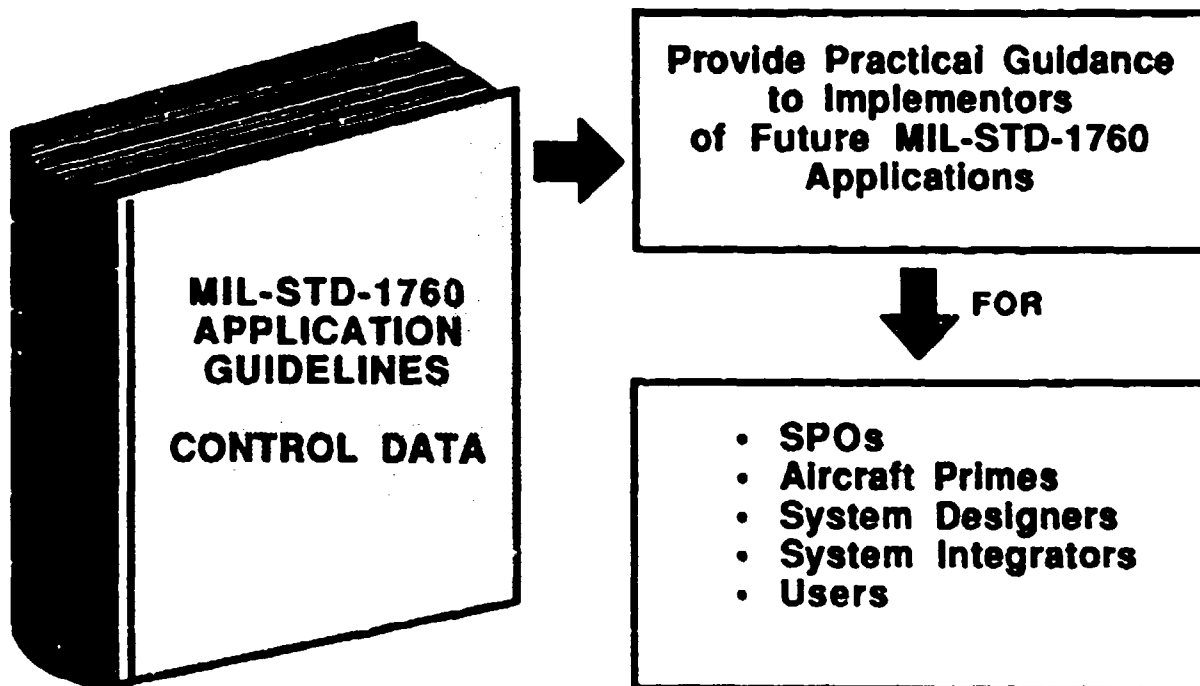 MIL-STD-1760
APPLICATION
GUIDELINES
CONTROL DATA
Provide Practical Guidance
to Implementors
of Future MIL-STD-1760
Applications
FOR
• SPOs
• Aircraft Primes
• System Designers
• System Integrators
• Users